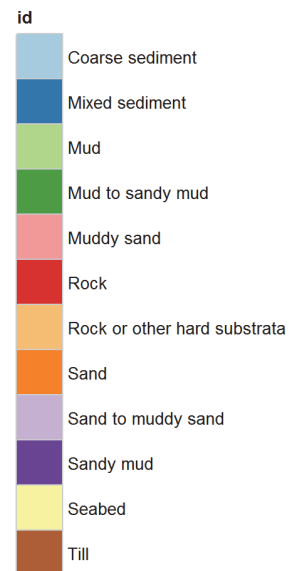 id
Coarse sediment
Mixed sediment
Mud
Mud to sandy mud
Muddy sand
Rock
Rock or other hard substrata
Sand
Sand to muddy sand
Sandy mud
Seabed
Till